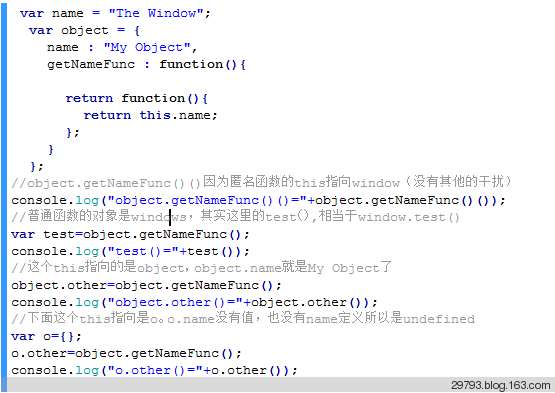 var name = "The Window";
var object = {
name : "My Object",
getNameFunc : function(){
return function(){
return this.name;
};
}
};
//object.getNameFunc()()因为匿名函数的this指向window（没有其他的干扰）
console.log("object.getNameFunc()()="+object.getNameFunc()());
//普通函数的对象是windows，其实这里的test(),相当于window.test()
var test=object.getNameFunc();
console.log("test()="+test());
//这个this指向的是object，object.name就是My Object了
object.other=object.getNameFunc();
console.log("object.other()="+object.other());
//下面这个this指向是o。o.name没有值，也没有name定义所以是undefined
var o={};
o.other=object.getNameFunc();
console.log("o.other()="+o.other());
29793.blog.163.com